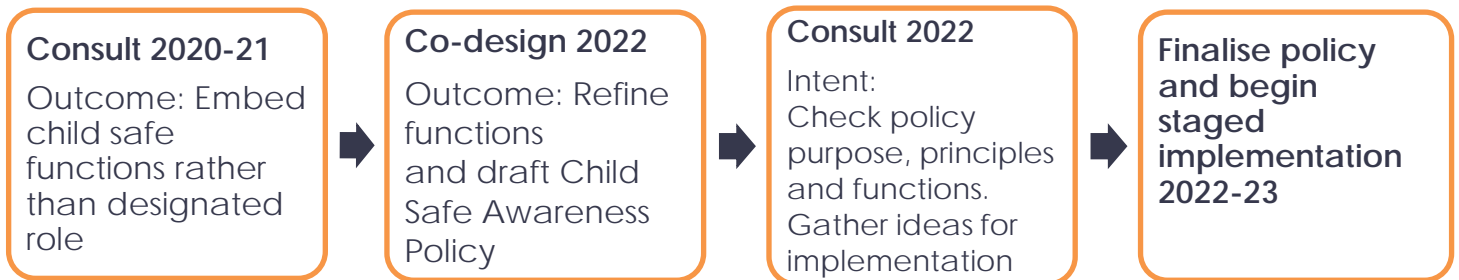 Consult 2020-21
Outcome: Embed
child safe
functions rather
than designated
role
Co-design 2022
Outcome: Refine
functions
and draft Child
Safe Awareness
Policy
Consult 2022
Intent:
Check policy
purpose, principles
and functions.
Gather ideas for
implementation
Finalise policy
and begin
staged
implementation
2022-23